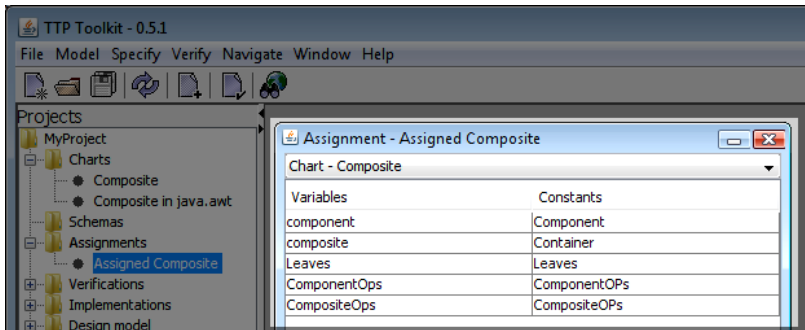 TTP Toolkit - 0.5.1
File Model Specify Verify Navigate Window Help
Projects
MyProject
Charts
Composite
Composite in java.awt
Schemas
Assignments
Assigned Composite
Verifications
Implementations
Design model
Assignment - Assigned Composite
Chart - Composite
Variables Constants
component Component
composite Container
Leaves Leaves
ComponentOps ComponentOPs
CompositeOps CompositeOPs